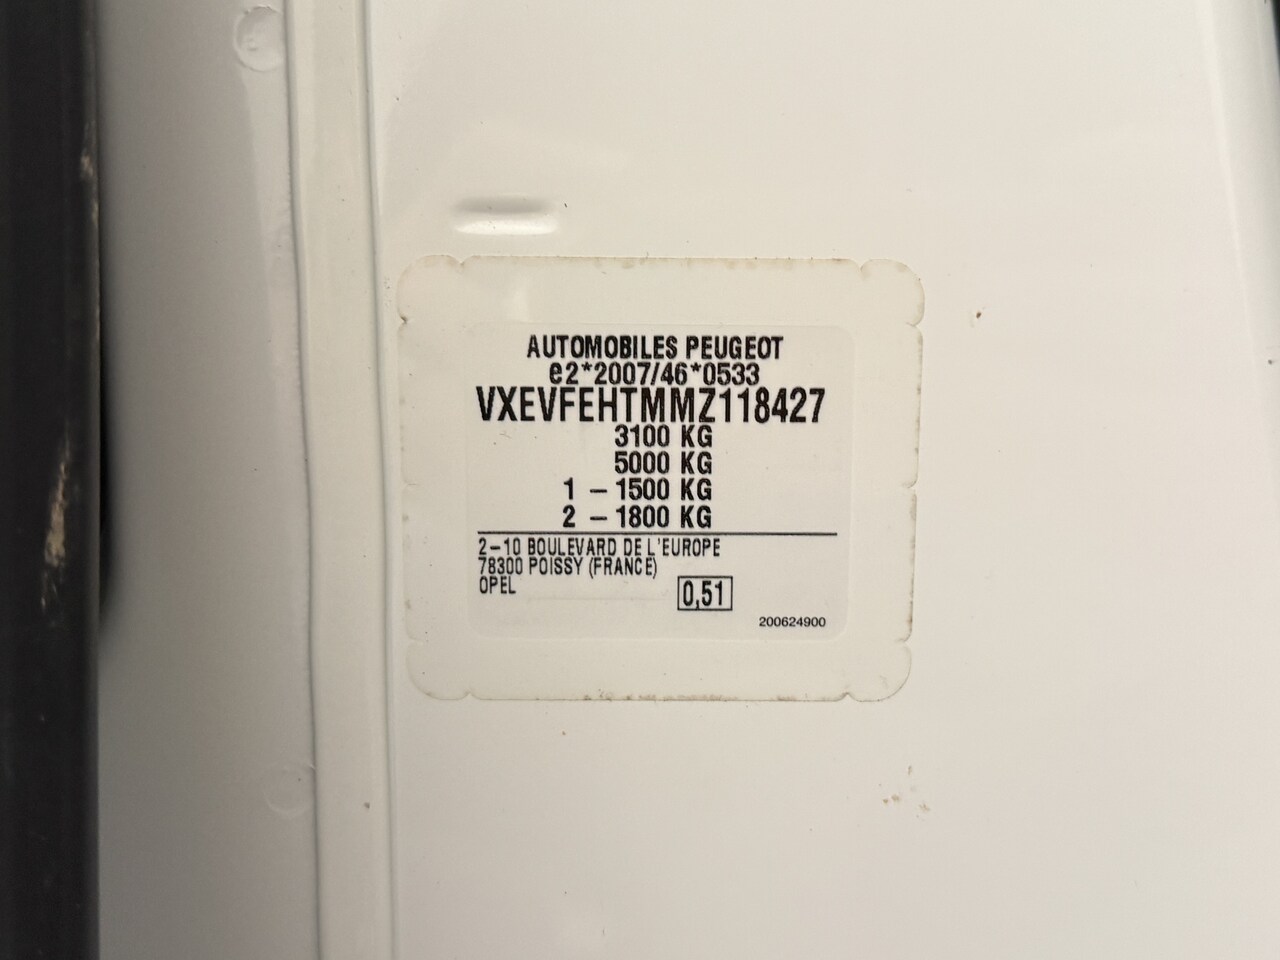 AUTOMOBILES PEUGEOT
e2*2007/46*0533
VXEVFEHTMMZ118427
3100 KG
5000 KG
1 – 1500 KG
2 – 1800 KG
2–10 BOULEVARD DE L'EUROPE
78300 POISSY (FRANCE)
OPEL
0,51
200624900